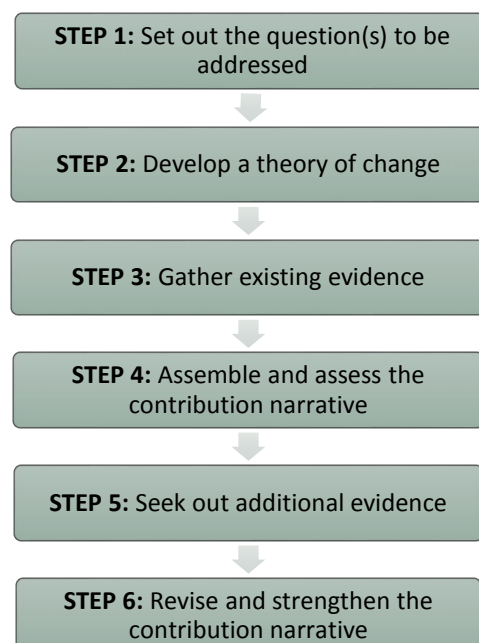 STEP 1: Set out the question(s) to be
addressed
STEP 2: Develop a theory of change
STEP 3: Gather existing evidence
STEP 4: Assemble and assess the
contribution narrative
STEP 5: Seek out additional evidence
STEP 6: Revise and strengthen the
contribution narrative